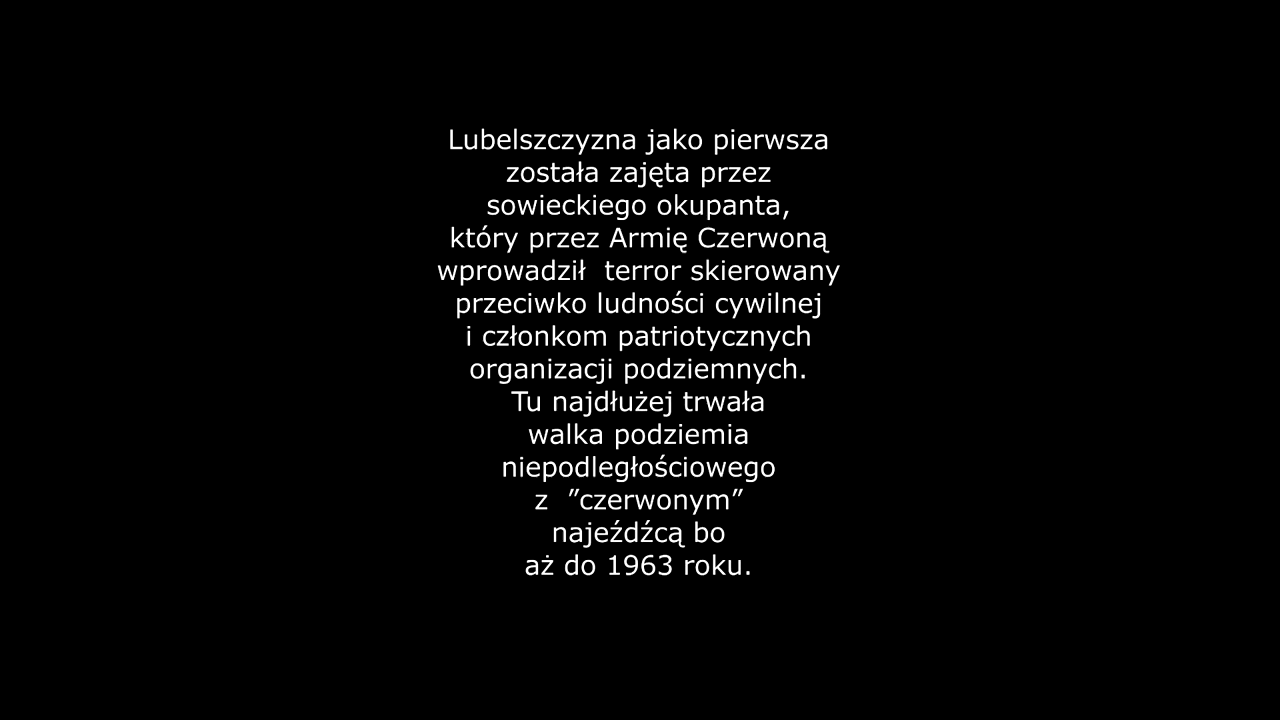 Lubelszczyzna jako pierwsza
została zajęta przez
sowieckiego okupanta,
który przez Armię Czerwoną
wprowadził  terror skierowany
przeciwko ludności cywilnej
i członkom patriotycznych
organizacji podziemnych.
Tu najdłużej trwała
walka podziemia
niepodległościowego
z  ”czerwonym”
najeźdźcą bo
aż do 1963 roku.